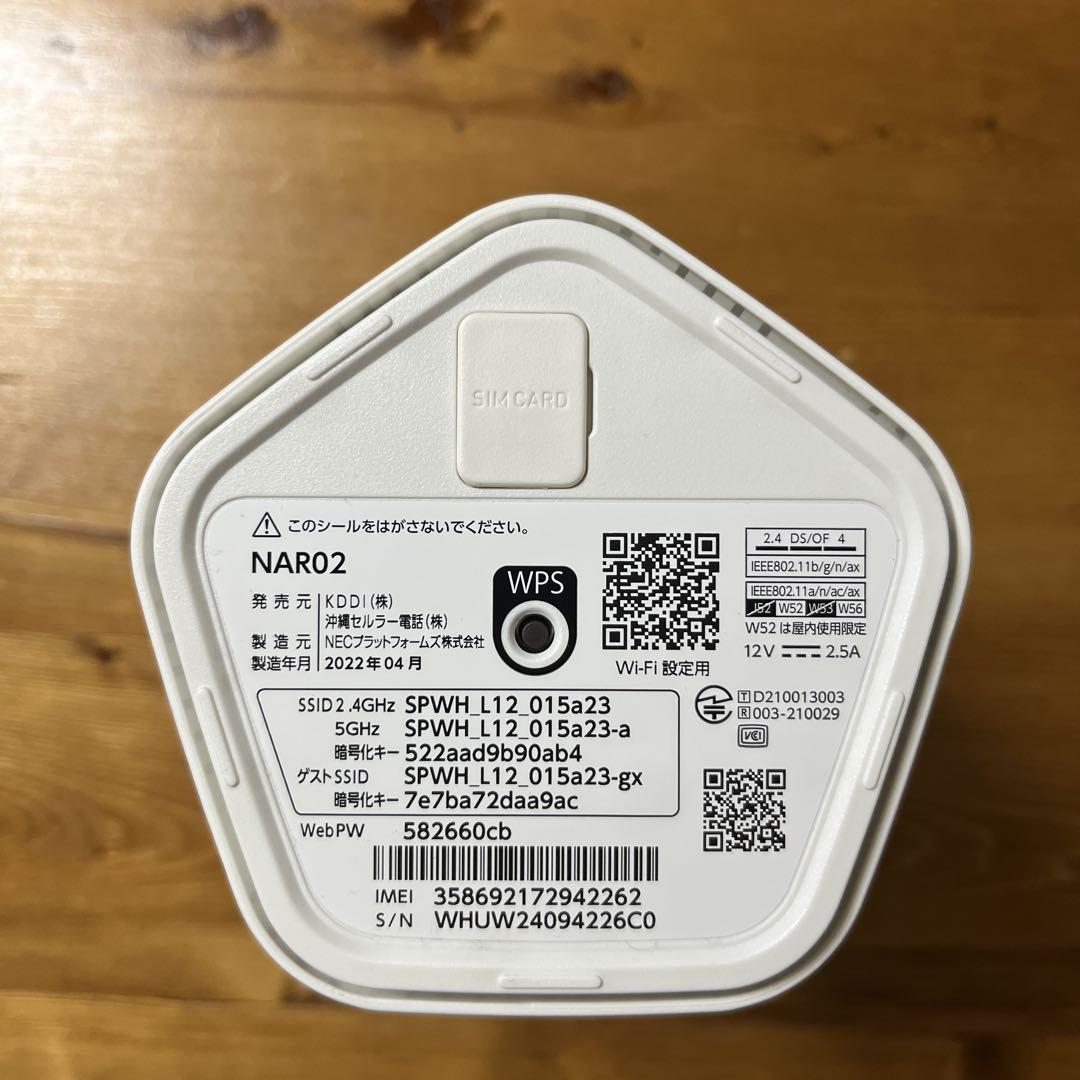 SIM CARD
このシールをはがさないでください。
NAR02
発売元 KDDI(株)
沖縄セルラー電話(株)
製造元 NECプラットフォームズ株式会社
製造年月 2022年04月
WPS
Wi-Fi 設定用
2.4 DS/OF 4
IEEE802.11b/g/n/ax
IEEE802.11a/n/ac/ax
J52 W52 W53 W56
W52は屋内使用限定
12V 2.5A
T D210013003
R 003-210029
VCCI
SSID 2.4GHz SPWH_L12_015a23
5GHz SPWH_L12_015a23-a
暗号化キー 522aad9b90ab4
ゲストSSID SPWH_L12_015a23-gx
暗号化キー 7e7ba72daa9ac
Web PW 582660cb
IMEI 358692172942262
S/N WHUW24094226C0